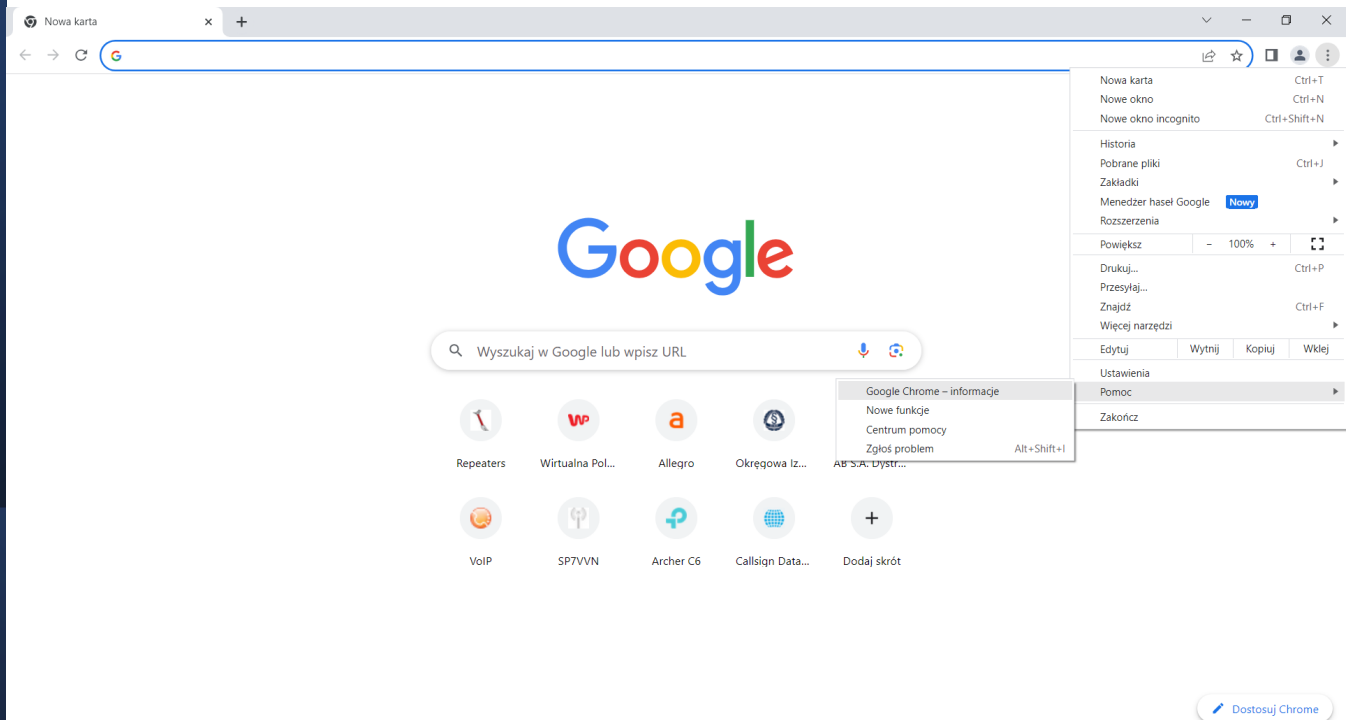 Nowa karta
Nowa karta Ctrl+T
Nowe okno Ctrl+N
Nowe okno incognito Ctrl+Shift+N
Historia
Pobrane pliki Ctrl+J
Zakładki
Menedżer haseł Google Nowy
Rozszerzenia
Powiększ - 100% +
Drukuj... Ctrl+P
Przesyłaj...
Znajdź Ctrl+F
Więcej narzędzi
Edytuj Wytnij Kopiuj Wklej
Ustawienia
Pomoc
Zakończ
Google Chrome – informacje
Nowe funkcje
Centrum pomocy
Zgłoś problem Alt+Shift+I
Google
Wyszukaj w Google lub wpisz URL
Repeaters Wirtualna Pol... Allegro Okręgowa Iz... AB S.A. Dystr...
VoIP SP7VVN Archer C6 Callsign Data... Dodaj skrót
Dostosuj Chrome